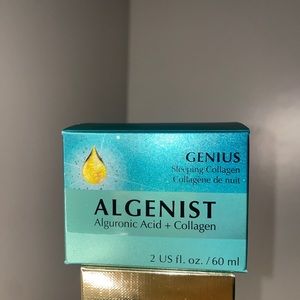 GENIUS
Sleeping Collagen
Collagène de nuit
ALGENIST
Alguronic Acid + Collagen
2 US fl. oz. / 60 ml